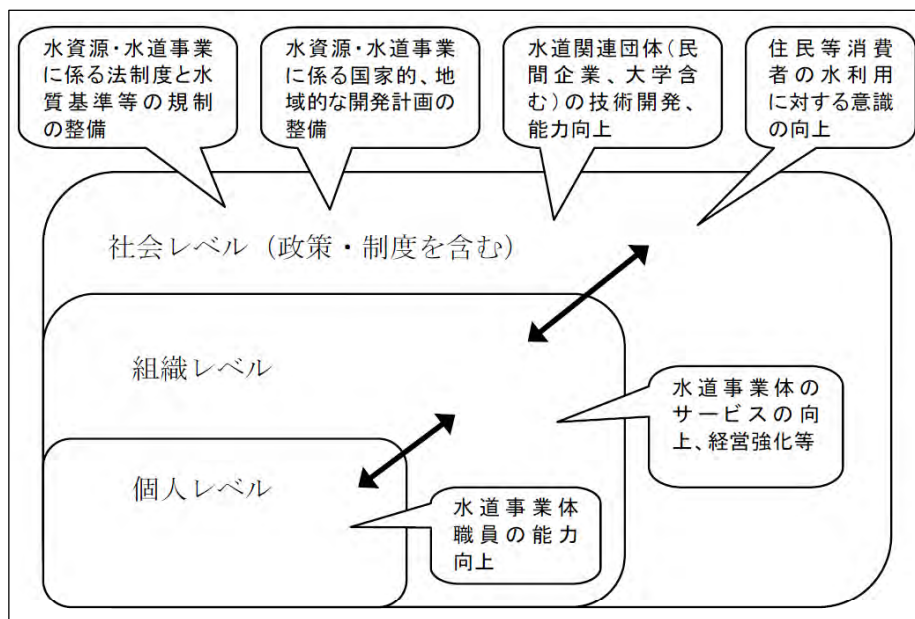 水資源・水道事業
に係る法制度と水
質基準等の規制
の整備
水資源・水道事業
に係る国家的、地
域的な開発計画の
整備
水道関連団体（民
間企業、大学含
む）の技術開発、
能力向上
住民等消費
者の水利用
に対する意識
の向上
社会レベル（政策・制度を含む）
組織レベル
水道事業体の
サービスの向
上、経営強化等
個人レベル
水道事業体
職員の能力
向上